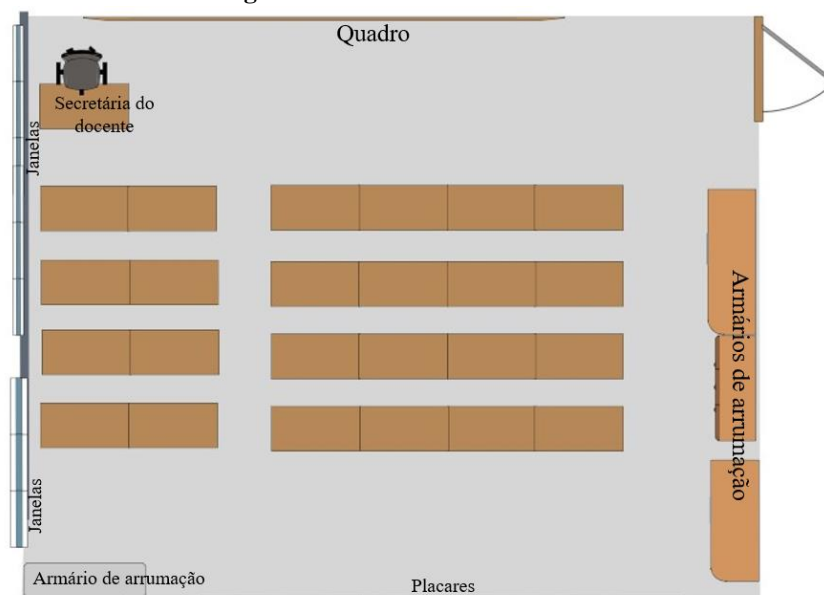 Quadro
Secretária do
docente
Janelas
Armários de arrumação
Janelas
Armário de arrumação
Placares